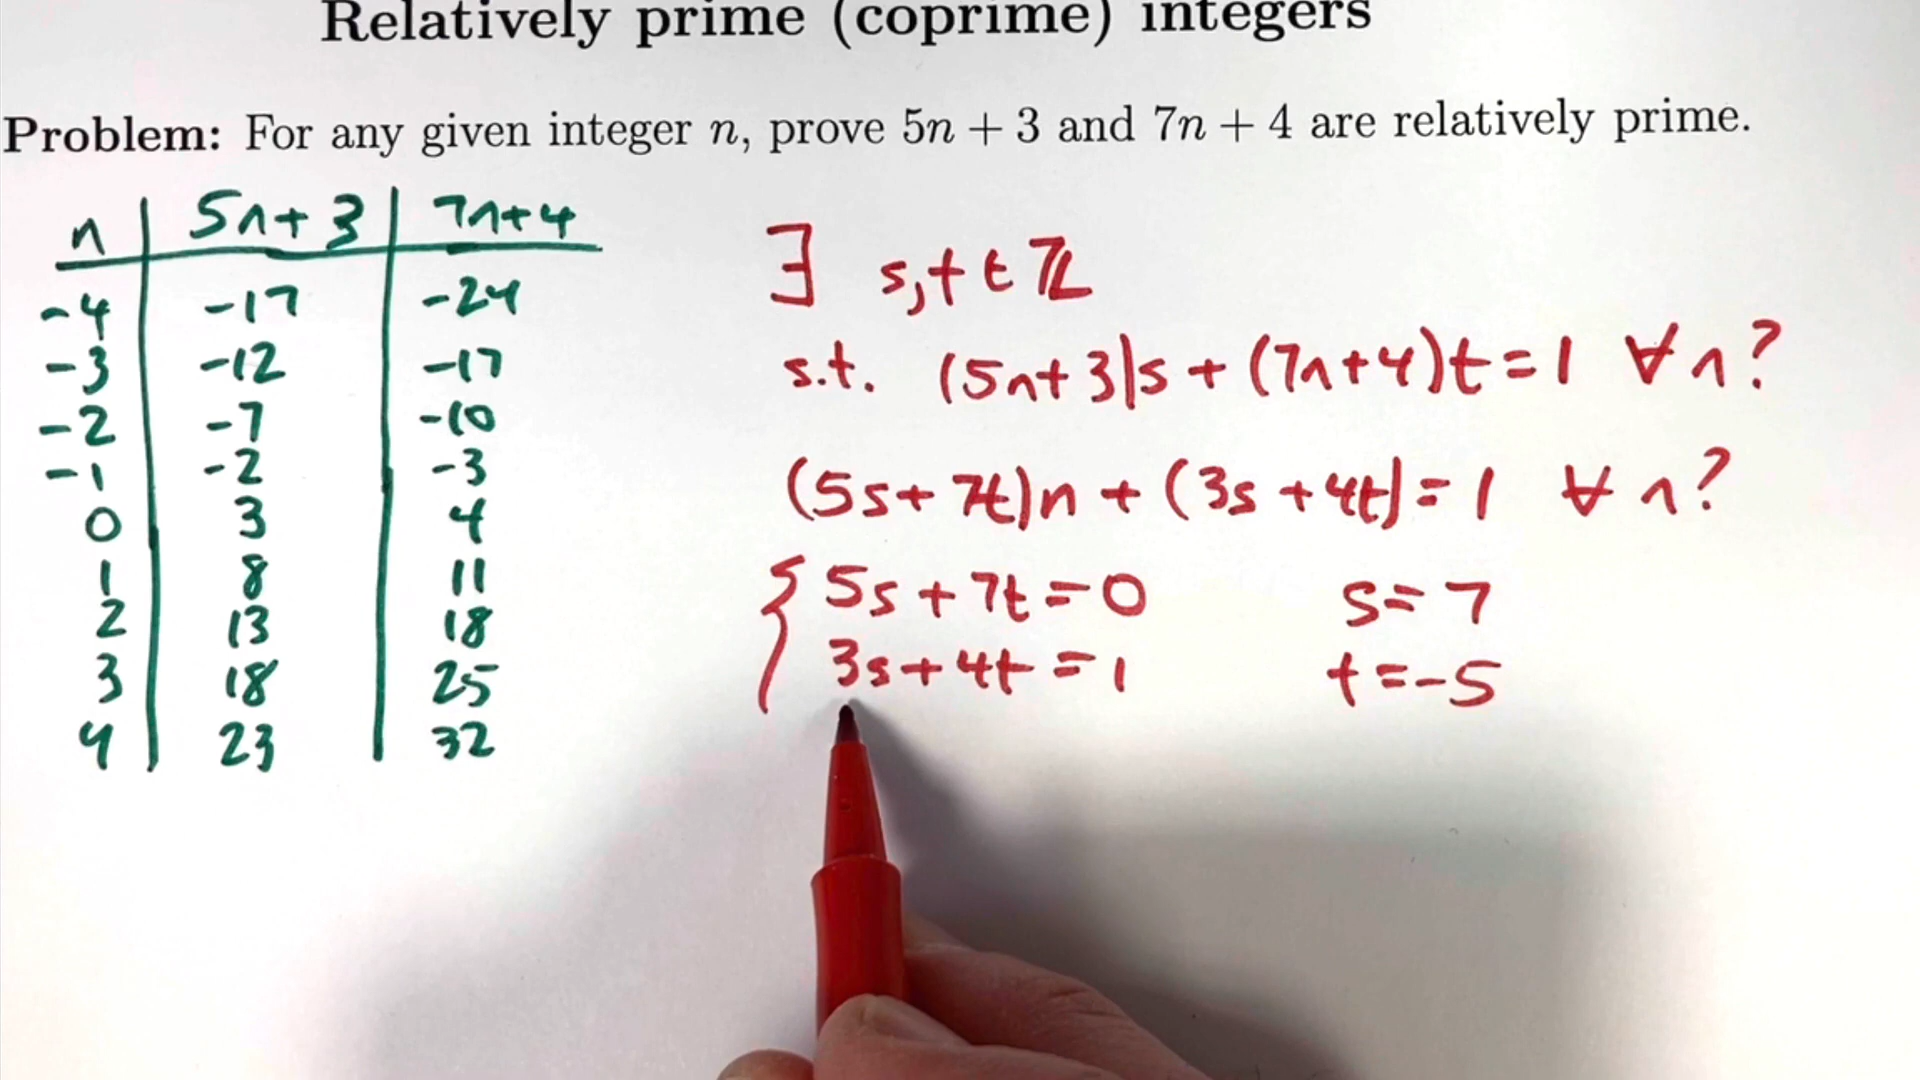 Relatively prime (coprime) integers
Problem: For any given integer n, prove 5n + 3 and 7n + 4 are relatively prime.
n 5n+3 7n+4
-4 -17 -24
-3 -12 -17
-2 -7 -10
-1 -2 -3
0 3 4
1 8 11
2 13 18
3 18 25
4 23 32
∃ s,t ∈ ℤ
s.t. (5n+3)s + (7n+4)t = 1 ∀ n?
(5s+7t)n + (3s+4t) = 1 ∀ n?
{ 5s+7t=0 s=7
3s+4t=1 t=-5